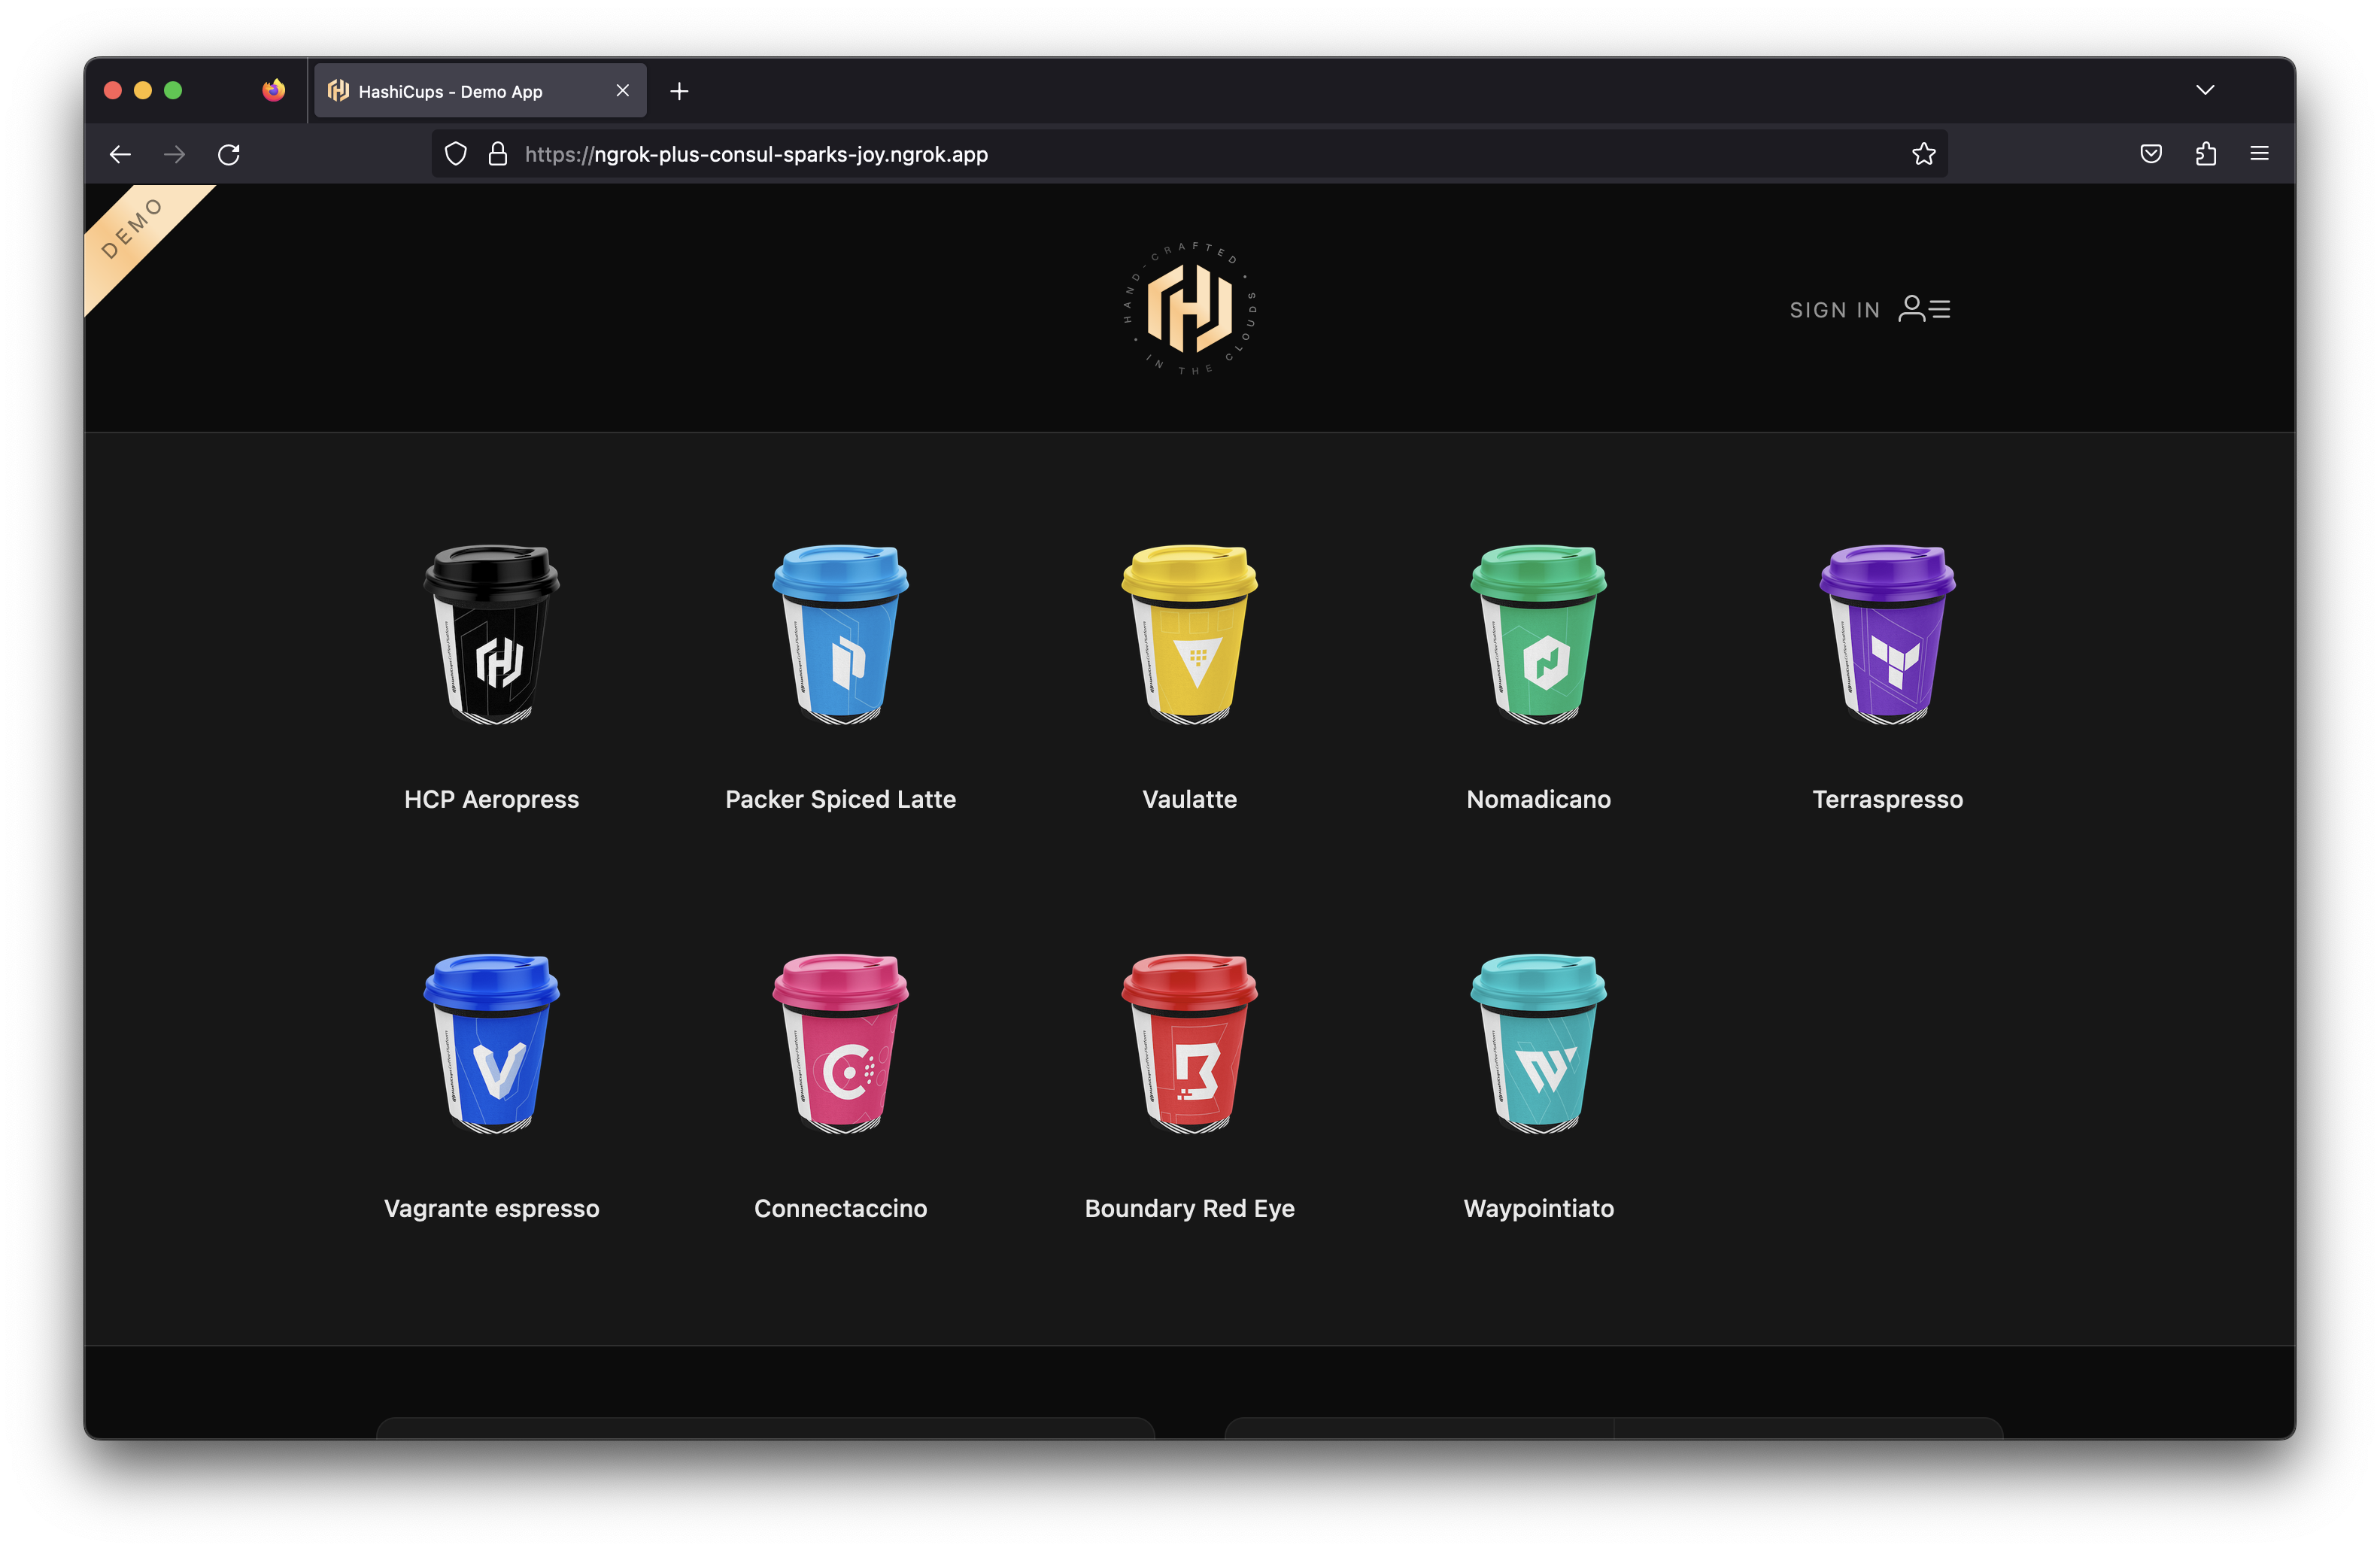 HashiCups - Demo App
https://ngrok-plus-consul-sparks-joy.ngrok.app
DEMO
HAND-CRAFTED • IN THE CLOUDS •
SIGN IN
HCP Aeropress
Packer Spiced Latte
Vaulatte
Nomadicano
Terraspresso
Vagrante espresso
Connectaccino
Boundary Red Eye
Waypointiato